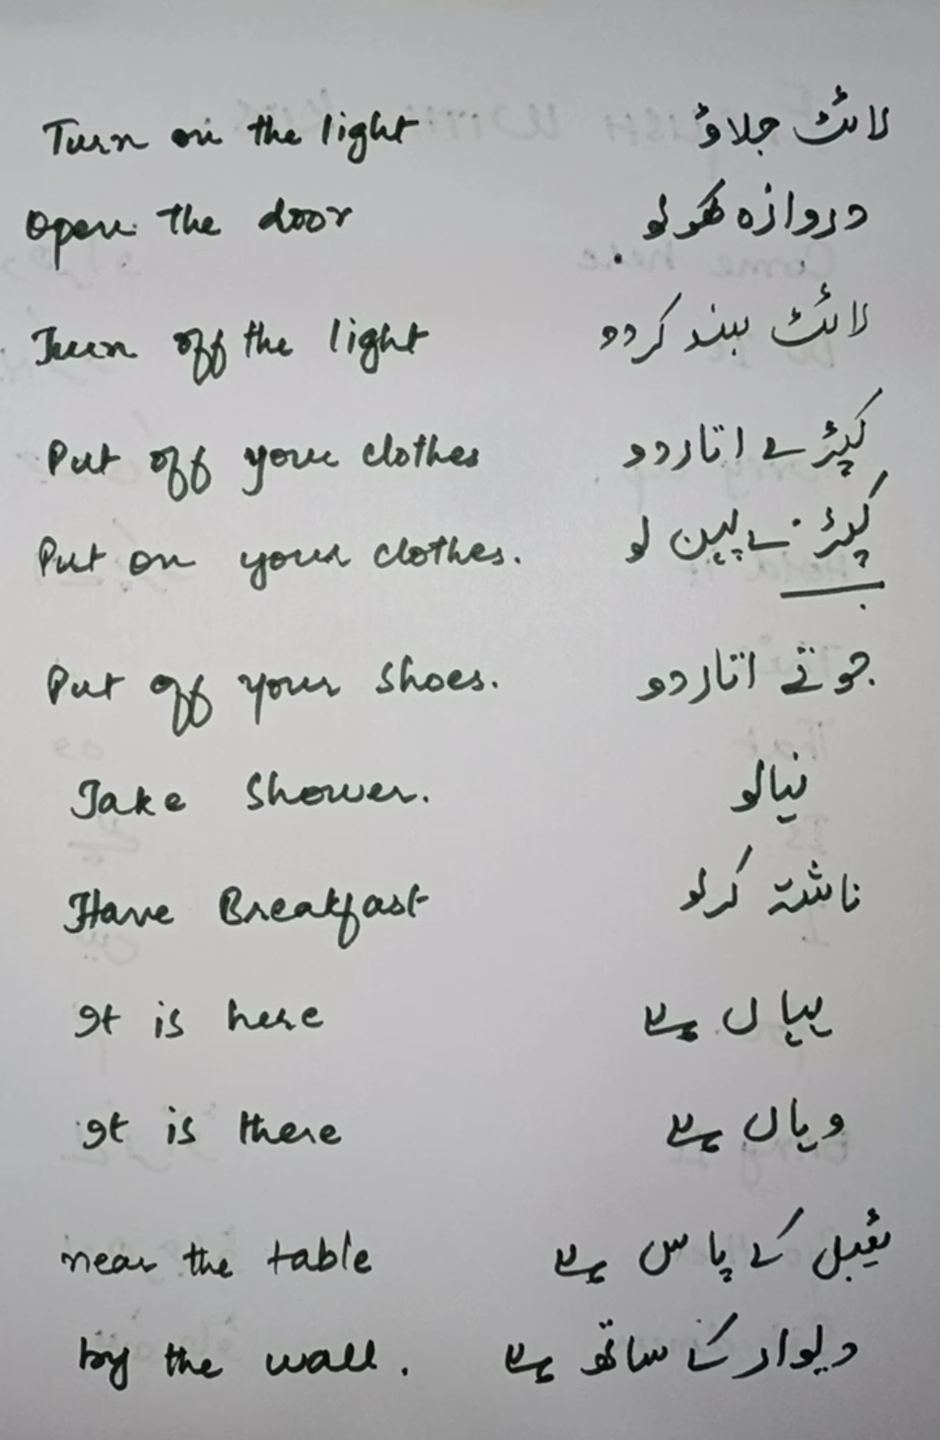 Turn on the light لائٹ جلاؤ
Open the door دروازہ کھولو
Turn off the light لائٹ بند کردو
Put off your clothes کپڑے اتاردو
Put on your clothes. کپڑے پہن لو
Put off your shoes. جوتے اتاردو
Take Shower. نہالو
Have Breakfast ناشتہ کرلو
It is here یہاں ہے
It is there وہاں ہے
near the table ٹیبل کے پاس ہے
by the wall. دیوار کے ساتھ ہے